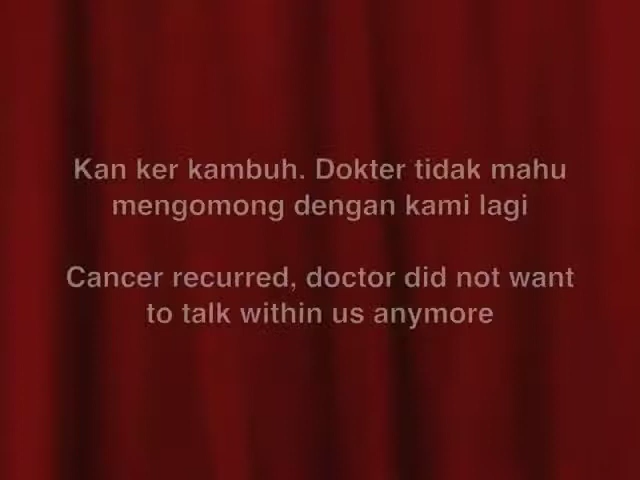 Kan ker kambuh. Dokter tidak mahu
mengomong dengan kami lagi
Cancer recurred, doctor did not want
to talk within us anymore